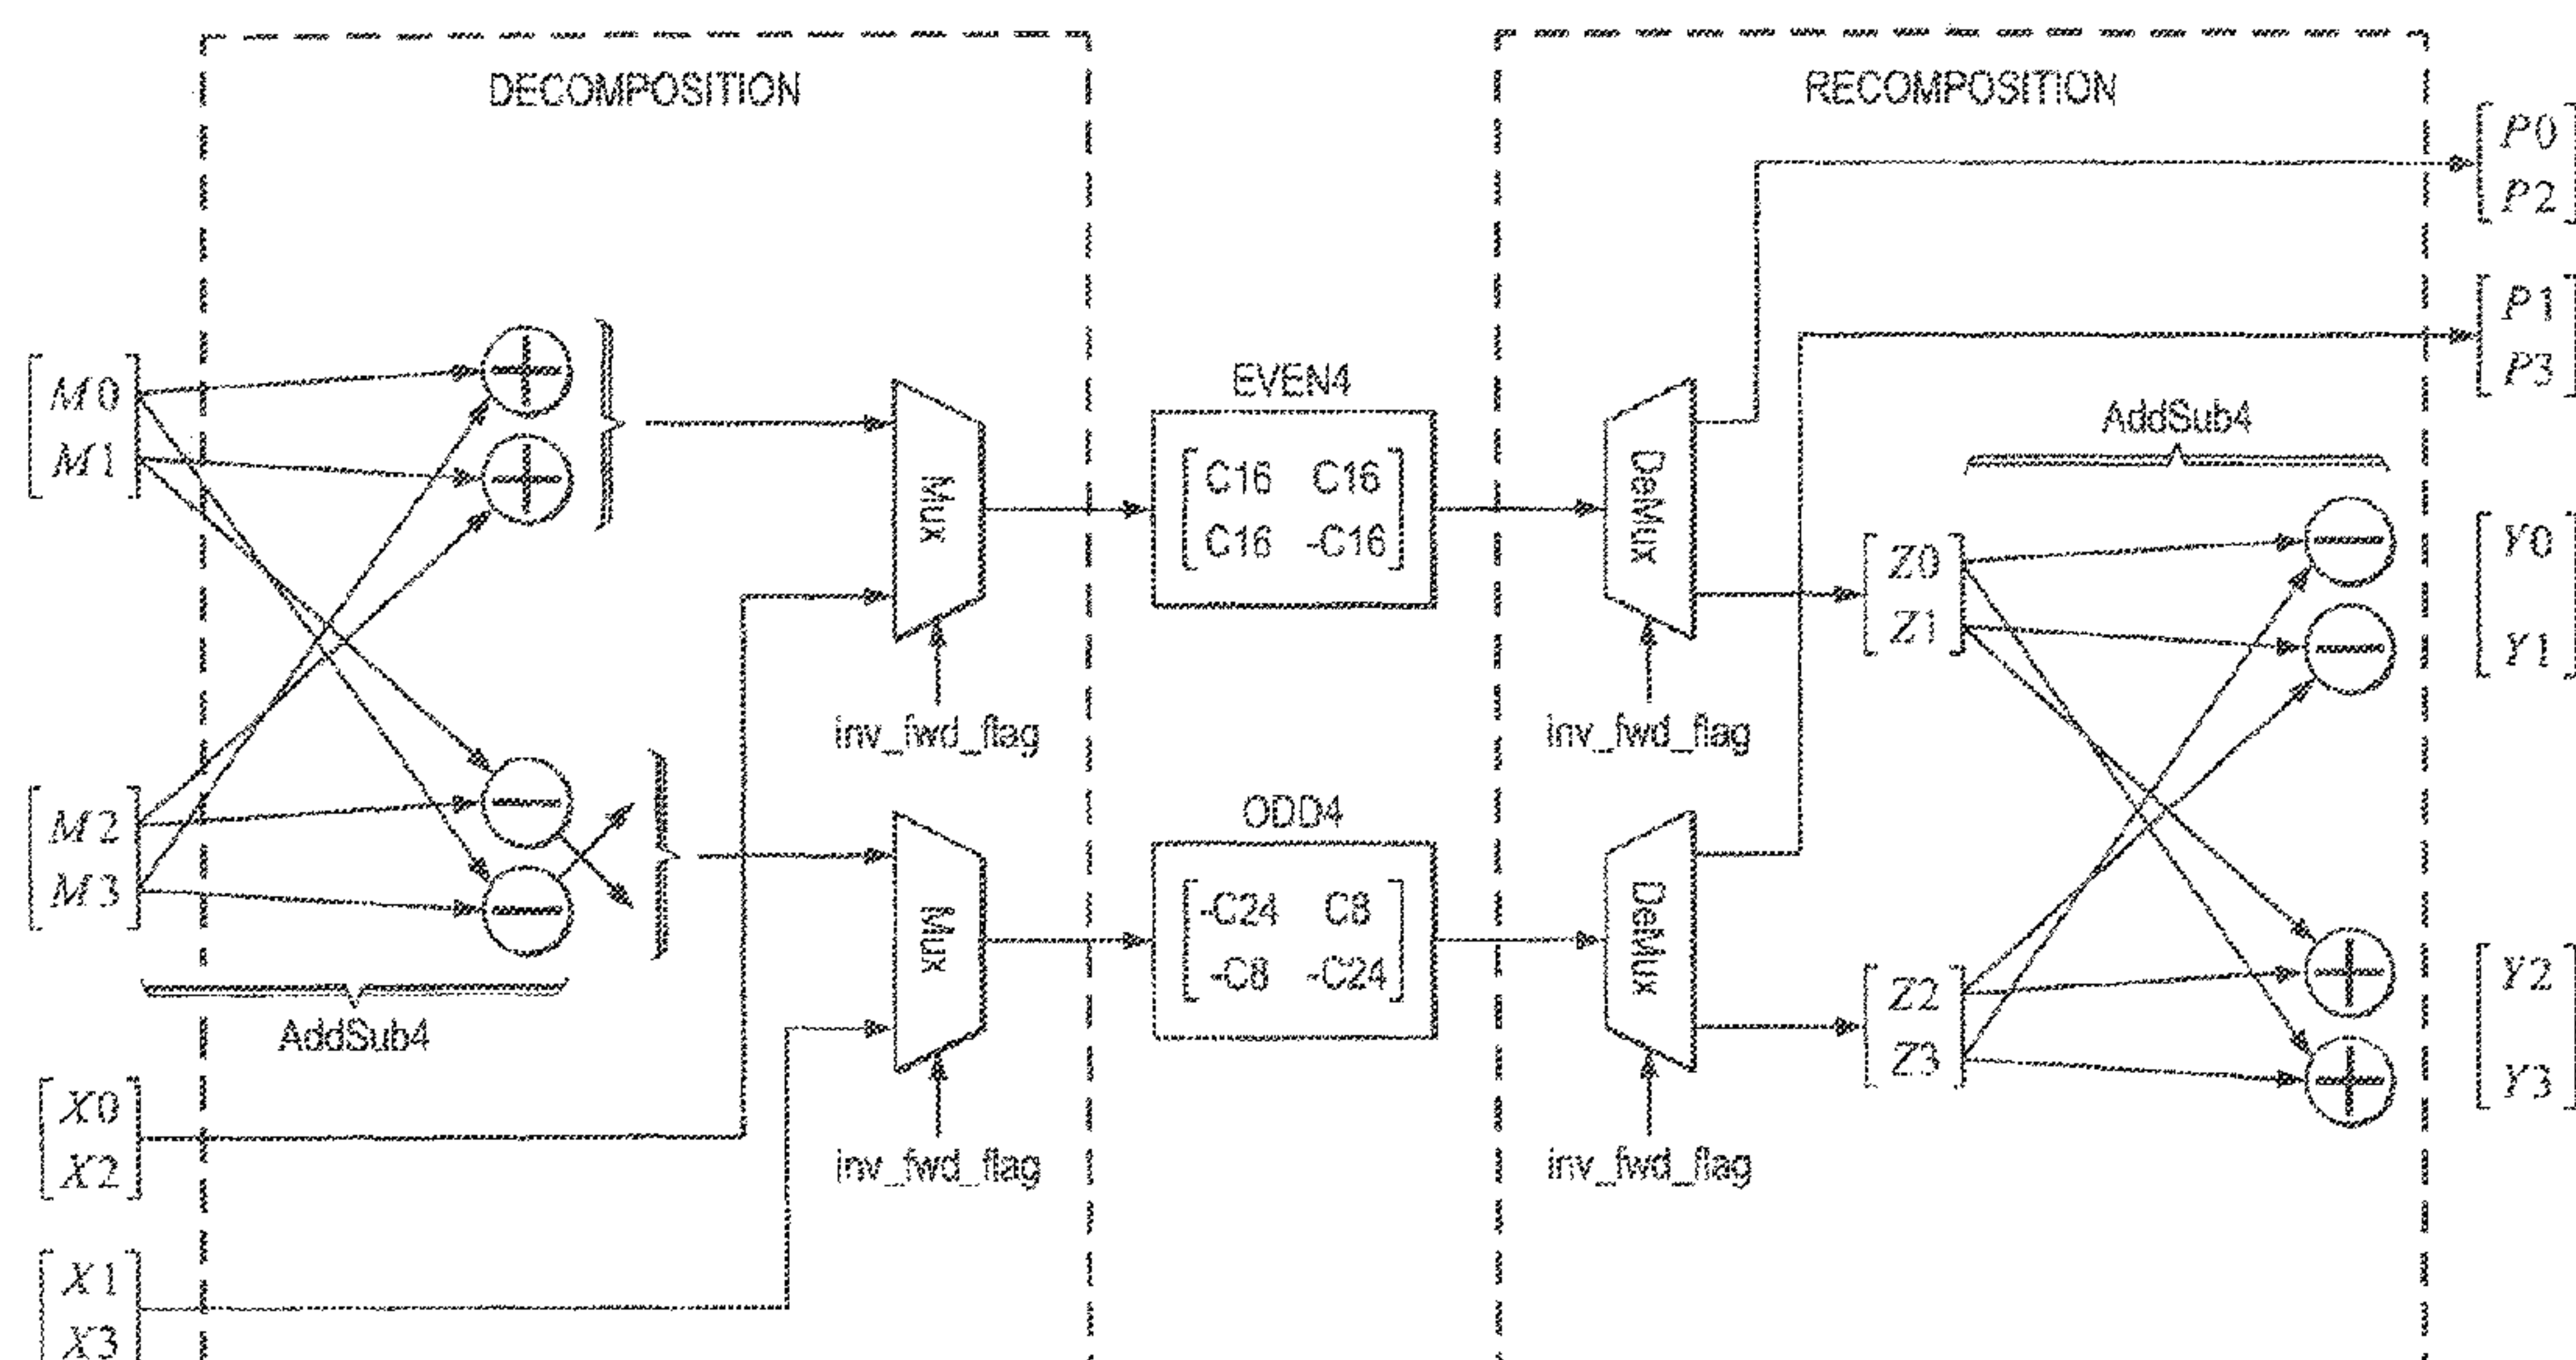 DECOMPOSITION
RECOMPOSITION
P0
P2
P1
P3
M0
M1
EVEN4
C16 C16
C16 -C16
Mux
DeMux
AddSub4
Z0
Z1
Y0
Y1
inv_fwd_flag
inv_fwd_flag
M2
M3
ODD4
-C24 C8
-C8 -C24
Mux
DeMux
Z2
Z3
Y2
Y3
AddSub4
X0
X2
inv_fwd_flag
inv_fwd_flag
X1
X3